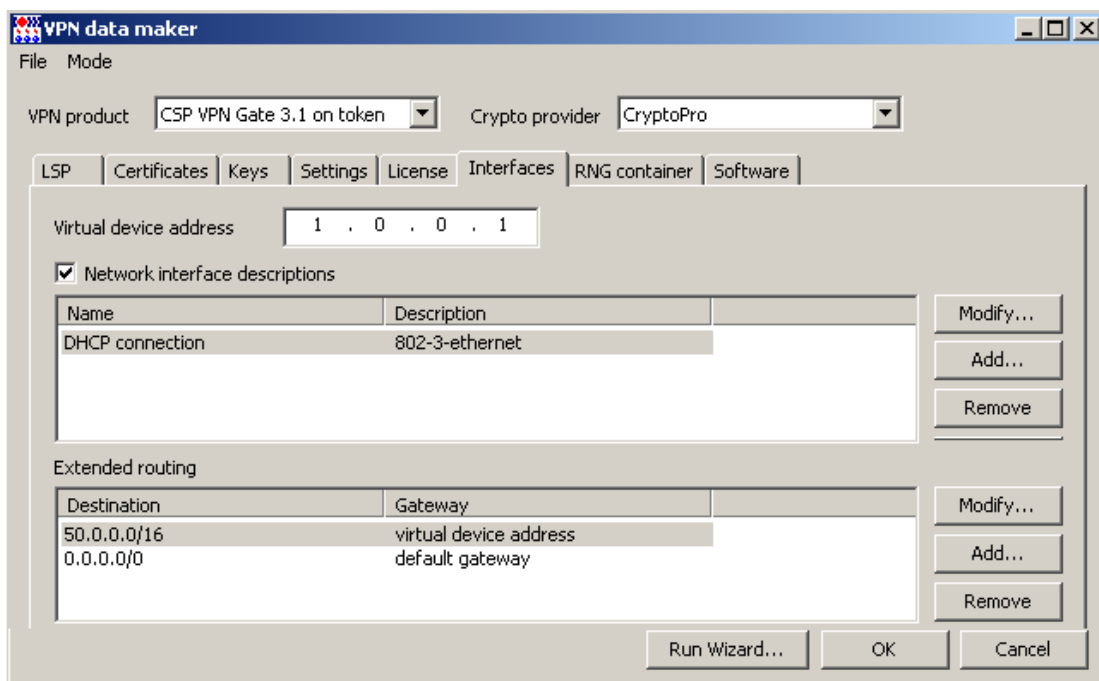 VPN data maker
File Mode
VPN product CSP VPN Gate 3.1 on token Crypto provider CryptoPro
LSP Certificates Keys Settings License Interfaces RNG container Software
Virtual device address 1 . 0 . 0 . 1
Network interface descriptions
Name Description Modify...
DHCP connection 802-3-ethernet
Add...
Remove
Extended routing
Destination Gateway Modify...
50.0.0.0/16 virtual device address
0.0.0.0/0 default gateway Add...
Remove
Run Wizard... OK Cancel